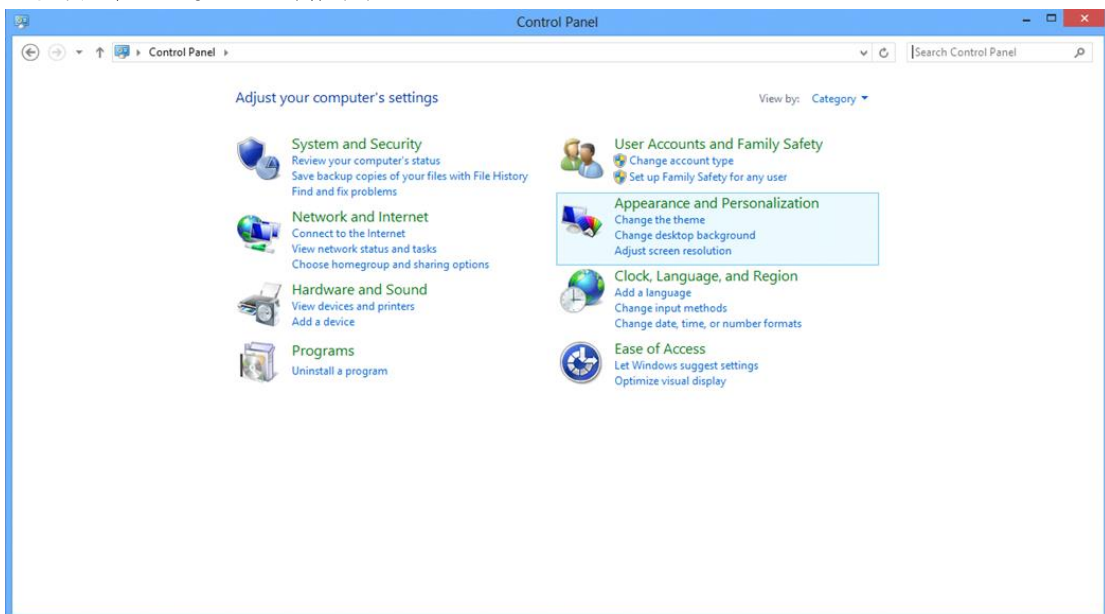 Control Panel
Control Panel
Search Control Panel
Adjust your computer's settings
View by: Category
System and Security
Review your computer's status
Save backup copies of your files with File History
Find and fix problems
Network and Internet
Connect to the Internet
View network status and tasks
Choose homegroup and sharing options
Hardware and Sound
View devices and printers
Add a device
Programs
Uninstall a program
User Accounts and Family Safety
Change account type
Set up Family Safety for any user
Appearance and Personalization
Change the theme
Change desktop background
Adjust screen resolution
Clock, Language, and Region
Add a language
Change input methods
Change date, time, or number formats
Ease of Access
Let Windows suggest settings
Optimize visual display